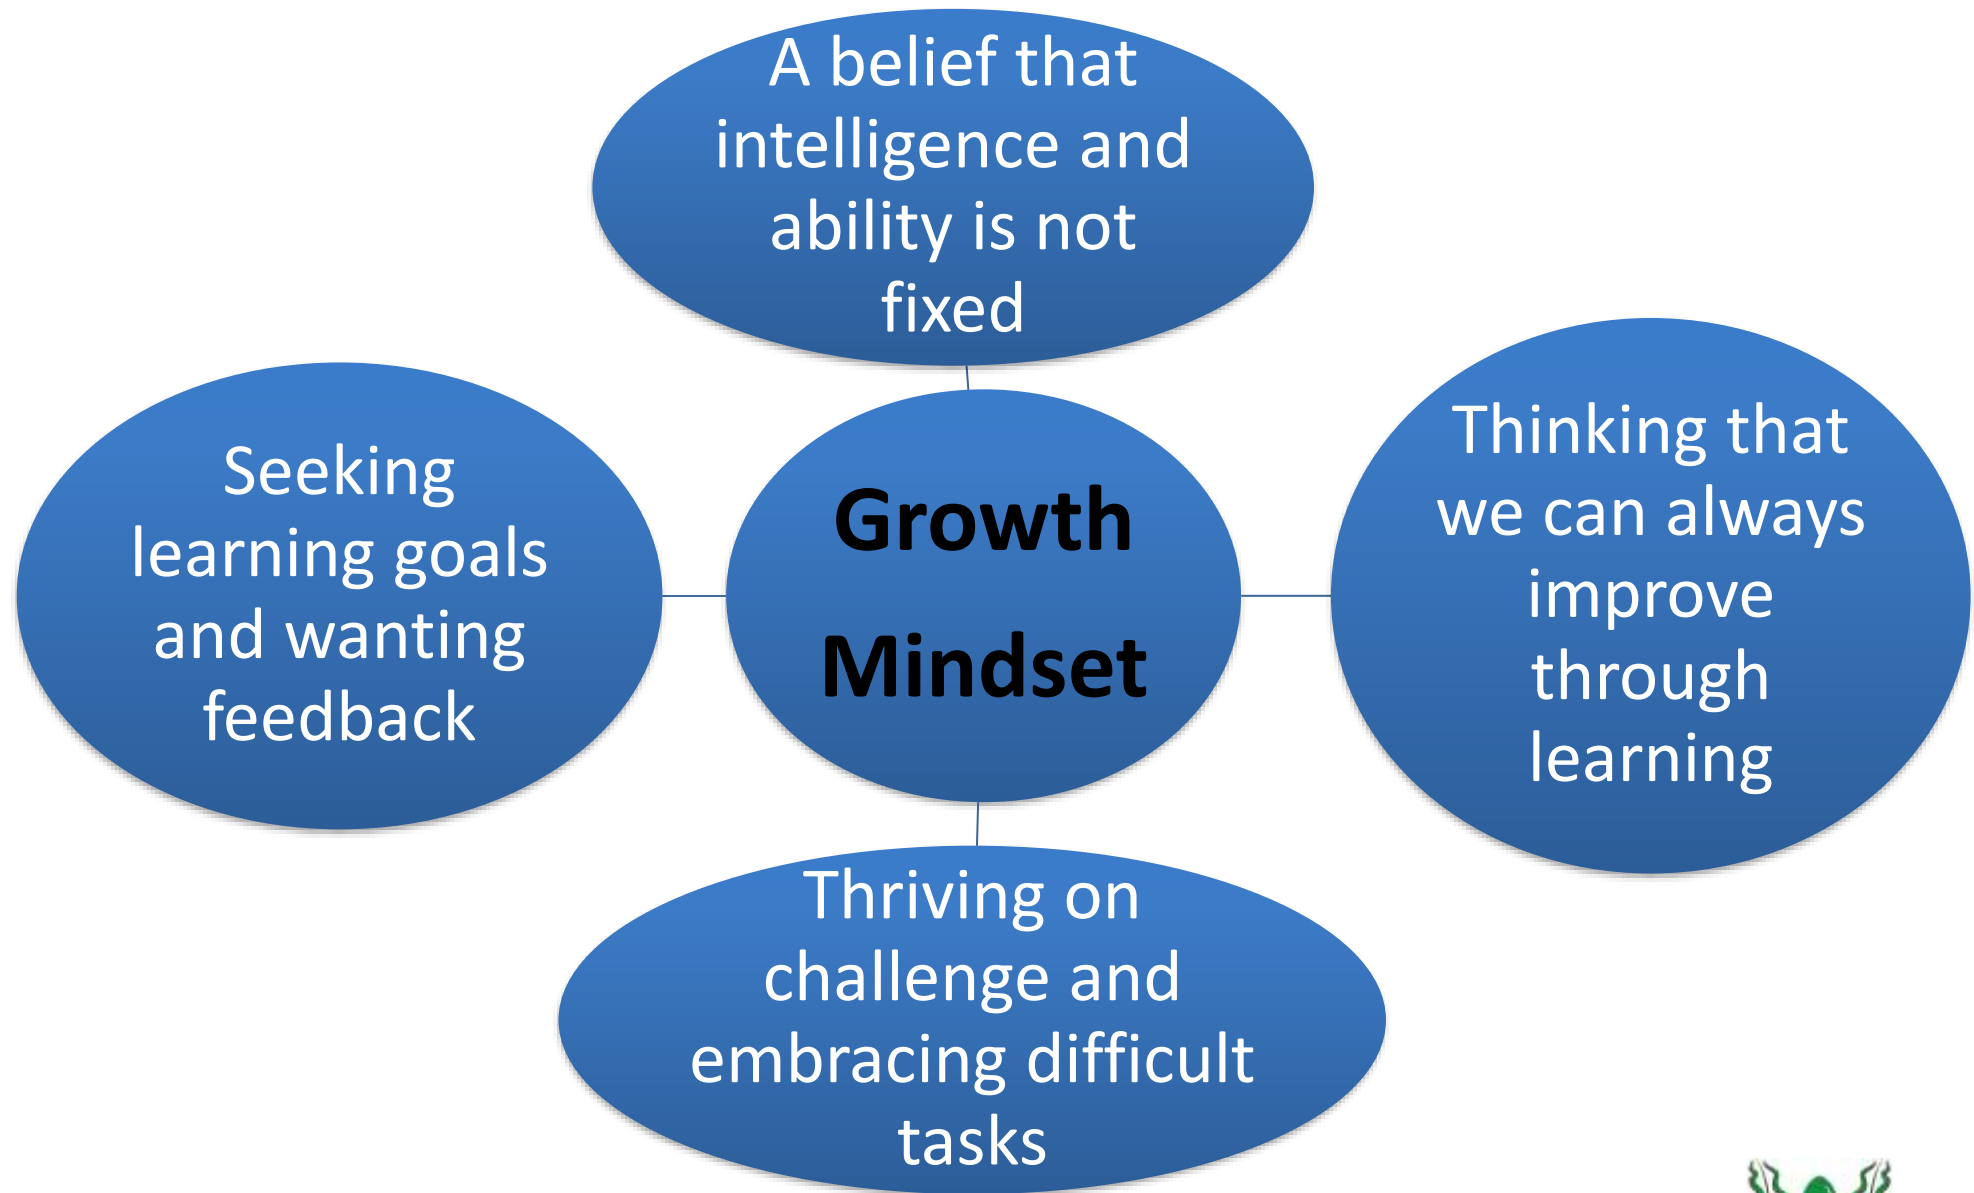 A belief that
intelligence and
ability is not
fixed
Seeking
learning goals
and wanting
feedback
Growth
Mindset
Thinking that
we can always
improve
through
learning
Thriving on
challenge and
embracing difficult
tasks